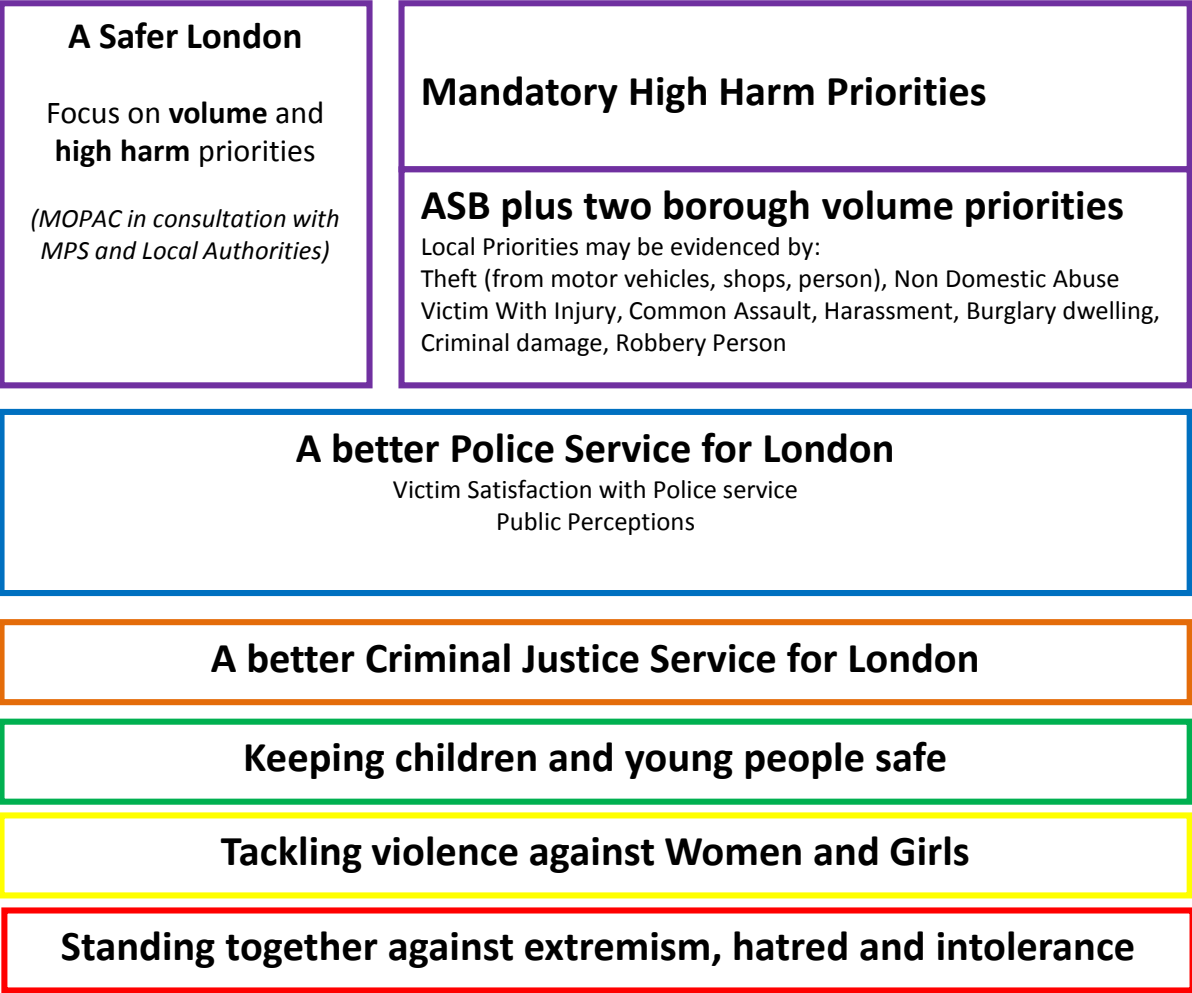 A Safer London
Focus on volume and
high harm priorities
(MOPAC in consultation with
MPS and Local Authorities)
Mandatory High Harm Priorities
ASB plus two borough volume priorities
Local Priorities may be evidenced by:
Theft (from motor vehicles, shops, person), Non Domestic Abuse
Victim With Injury, Common Assault, Harassment, Burglary dwelling,
Criminal damage, Robbery Person
A better Police Service for London
Victim Satisfaction with Police service
Public Perceptions
A better Criminal Justice Service for London
Keeping children and young people safe
Tackling violence against Women and Girls
Standing together against extremism, hatred and intolerance